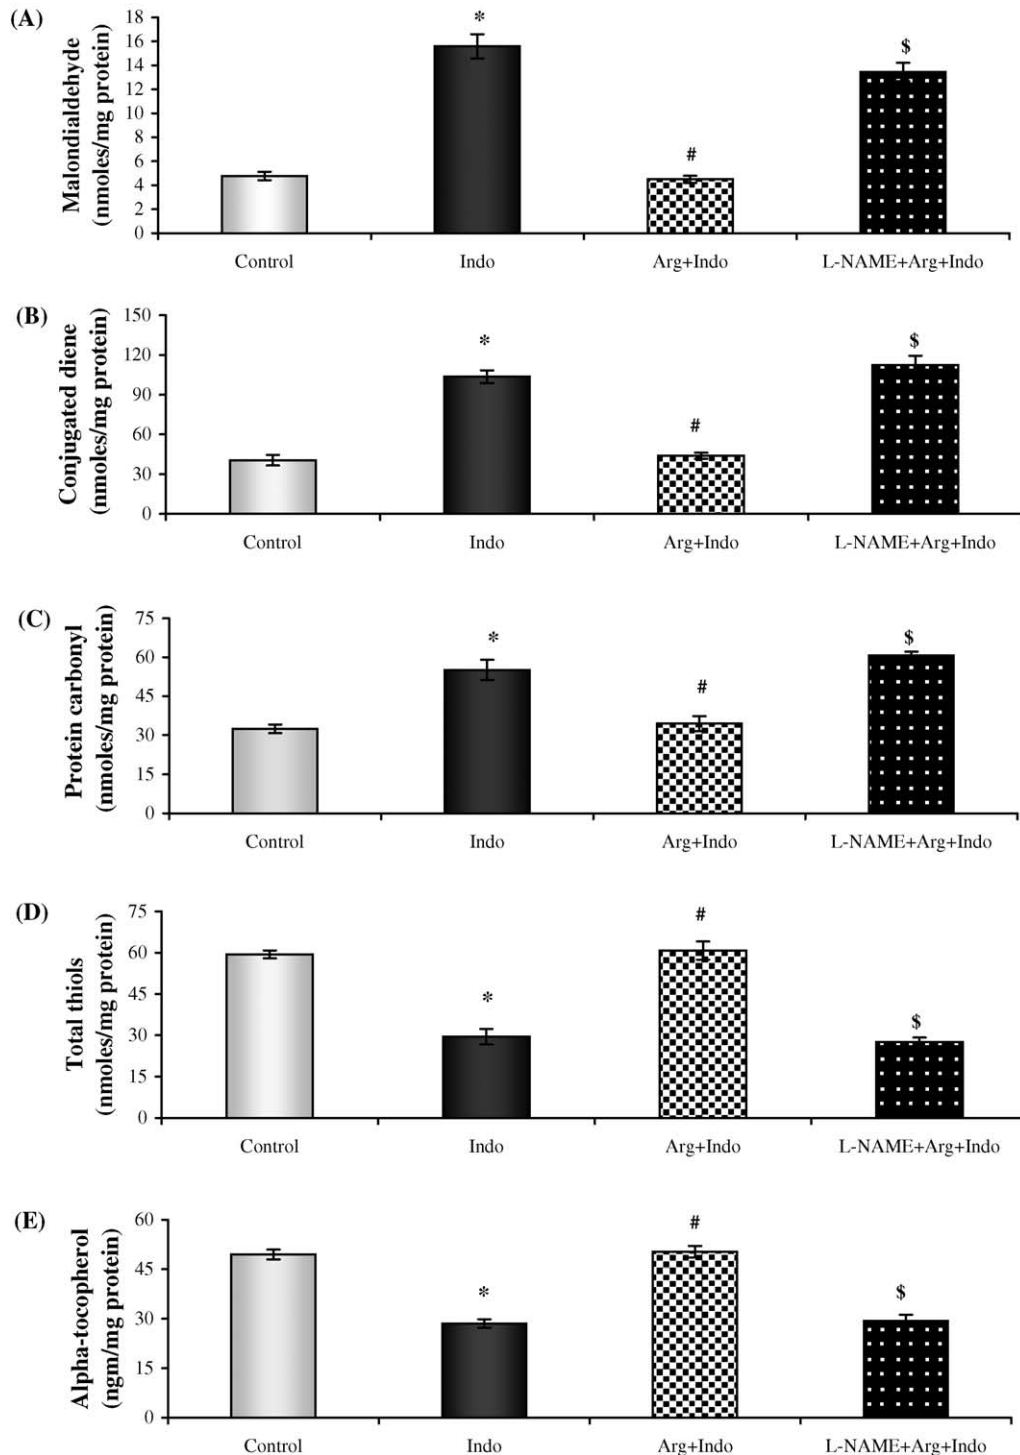 (A)
Malondialdehyde
(nmoles/mg protein)
18
16
14
12
10
8
6
4
2
0
*
#
$
Control Indo Arg+Indo L-NAME+Arg+Indo
(B)
Conjugated diene
(nmoles/mg protein)
150
120
90
60
30
0
*
#
$
Control Indo Arg+Indo L-NAME+Arg+Indo
(C)
Protein carbonyl
(nmoles/mg protein)
75
60
45
30
15
0
*
#
$
Control Indo Arg+Indo L-NAME+Arg+Indo
(D)
Total thiols
(nmoles/mg protein)
75
60
45
30
15
0
*
#
$
Control Indo Arg+Indo L-NAME+Arg+Indo
(E)
Alpha-tocopherol
(ngm/mg protein)
60
45
30
15
0
*
#
$
Control Indo Arg+Indo L-NAME+Arg+Indo